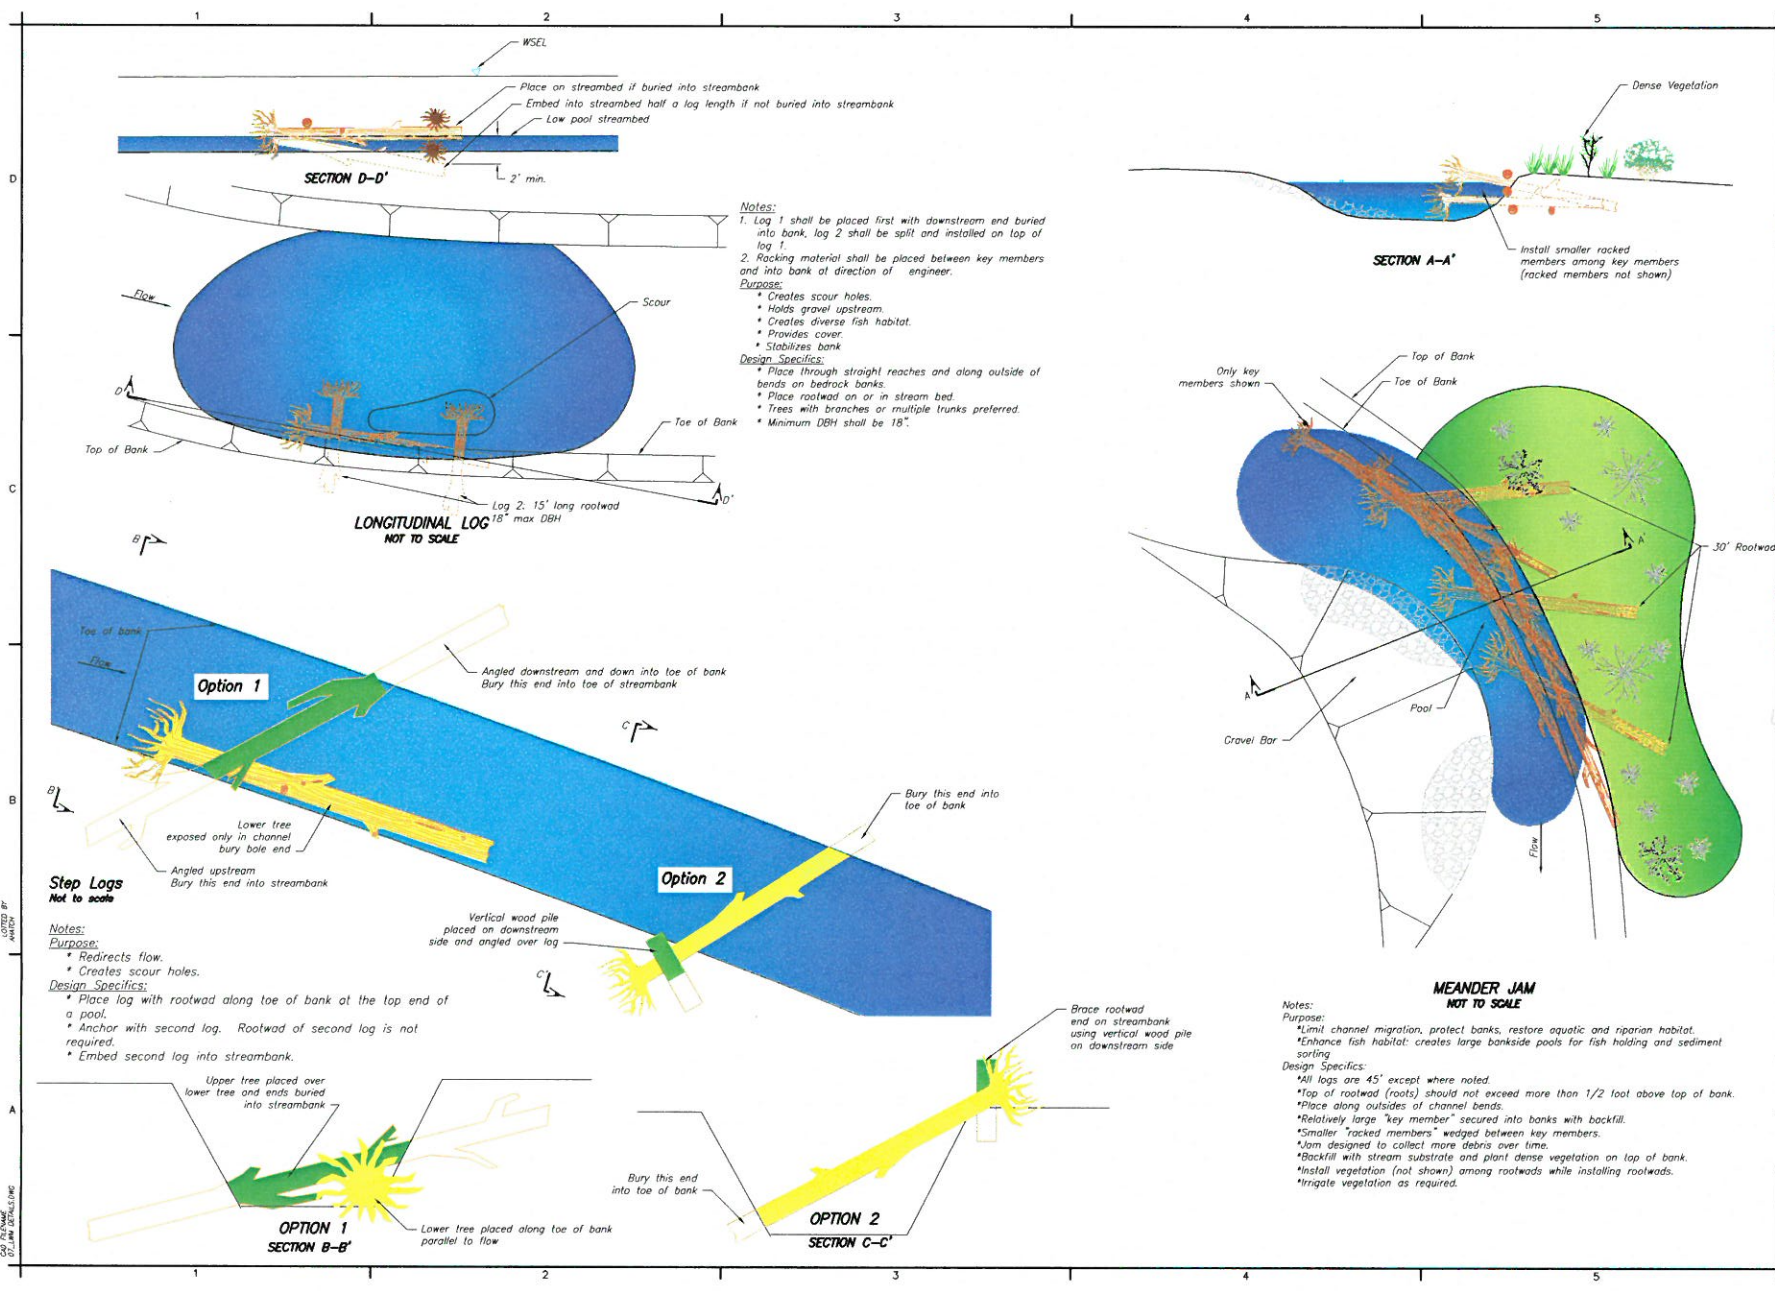 1 2 3 4 5
D
C
B
A
WSEL
Place on streambed if buried into streambank
Embed into streambed half a log length if not buried into streambank
Low pool streambed
SECTION D-D'
2' min.
Flow
Scour
D'
Toe of Bank
Top of Bank
D'
Log 2: 15' long rootwad
18" max DBH
LONGITUDINAL LOG
NOT TO SCALE
Notes:
1. Log 1 shall be placed first with downstream end buried
into bank, log 2 shall be split and installed on top of
log 1.
2. Racking material shall be placed between key members
and into bank at direction of engineer.
Purpose:
* Creates scour holes.
* Holds gravel upstream.
* Creates diverse fish habitat.
* Provides cover.
* Stabilizes bank
Design Specifics:
* Place through straight reaches and along outside of
bends on bedrock banks.
* Place rootwad on or in stream bed.
* Trees with branches or multiple trunks preferred.
* Minimum DBH shall be 18".
Dense Vegetation
SECTION A-A'
Install smaller racked
members among key members
(racked members not shown)
Top of Bank
Toe of Bank
Only key
members shown
30' Rootwad
A'
A
Pool
Gravel Bar
Flow
MEANDER JAM
NOT TO SCALE
Notes:
Purpose:
*Limit channel migration, protect banks, restore aquatic and riparian habitat.
*Enhance fish habitat: creates large bankside pools for fish holding and sediment
sorting
Design Specifics:
*All logs are 45' except where noted.
*Top of rootwad (roots) should not exceed more than 1/2 foot above top of bank.
*Place along outsides of channel bends.
*Relatively large "key member" secured into banks with backfill.
*Smaller "racked members" wedged between key members.
*Jam designed to collect more debris over time.
*Backfill with stream substrate and plant dense vegetation on top of bank.
*Install vegetation (not shown) among rootwads while installing rootwads.
*Irrigate vegetation as required.
B
Toe of bank
Flow
Option 1
Angled downstream and down into toe of bank
Bury this end into toe of streambank
C
B'
Lower tree
exposed only in channel
bury bole end
Angled upstream
Bury this end into streambank
Bury this end into
toe of bank
Option 2
Vertical wood pile
placed on downstream
side and angled over log
C'
Step Logs
Not to scale
Notes:
Purpose:
* Redirects flow.
* Creates scour holes.
Design Specifics:
* Place log with rootwad along toe of bank at the top end of
a pool.
* Anchor with second log. Rootwad of second log is not
required.
* Embed second log into streambank.
Upper tree placed over
lower tree and ends buried
into streambank
OPTION 1
SECTION B-B'
Lower tree placed along toe of bank
parallel to flow
Brace rootwad
end on streambank
using vertical wood pile
on downstream side
Bury this end
into toe of bank
OPTION 2
SECTION C-C'
CAD FILENAME
1 2 3 4 5